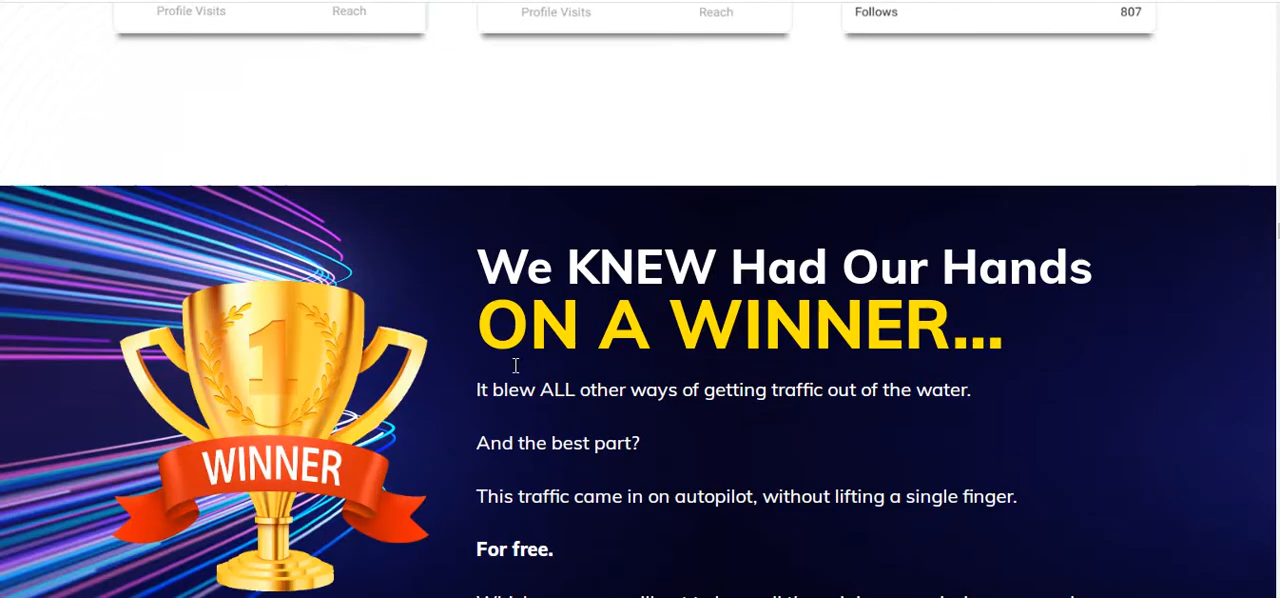 Profile Visits Reach Profile Visits Reach Follows 807
We KNEW Had Our Hands
ON A WINNER...
It blew ALL other ways of getting traffic out of the water.
And the best part?
This traffic came in on autopilot, without lifting a single finger.
For free.
1
WINNER